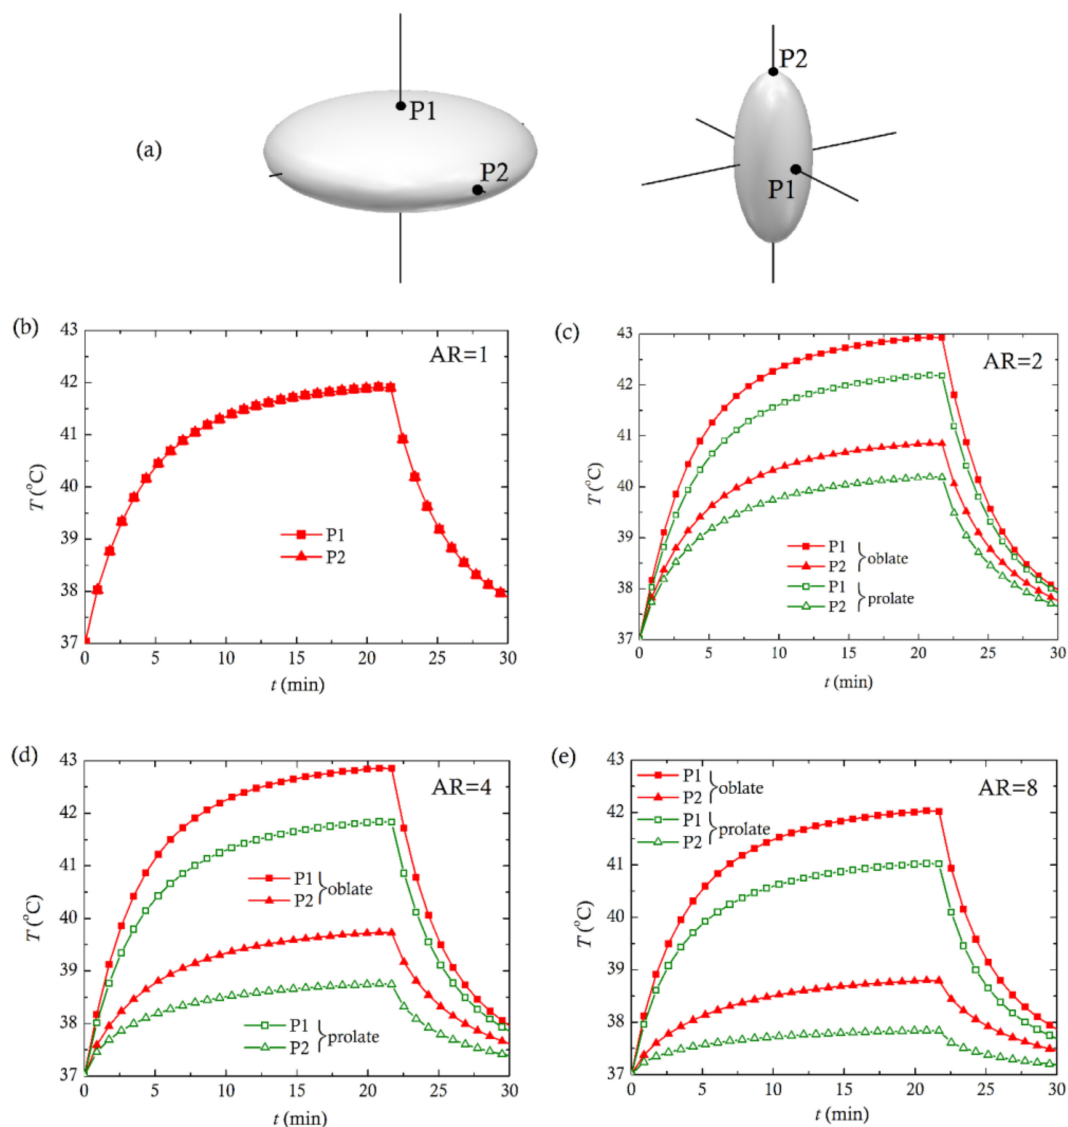 (a)
P1
P2
P2
P1
(b)
43
42
41
40
39
38
37
T (°C)
AR=1
P1
P2
0 5 10 15 20 25 30
t (min)
(c)
43
42
41
40
39
38
37
T (°C)
AR=2
P1
P2
oblate
P1
P2
prolate
0 5 10 15 20 25 30
t (min)
(d)
43
42
41
40
39
38
37
T (°C)
AR=4
P1
P2
oblate
P1
P2
prolate
0 5 10 15 20 25 30
t (min)
(e)
43
42
41
40
39
38
37
T (°C)
P1
P2
oblate
P1
P2
prolate
AR=8
0 5 10 15 20 25 30
t (min)